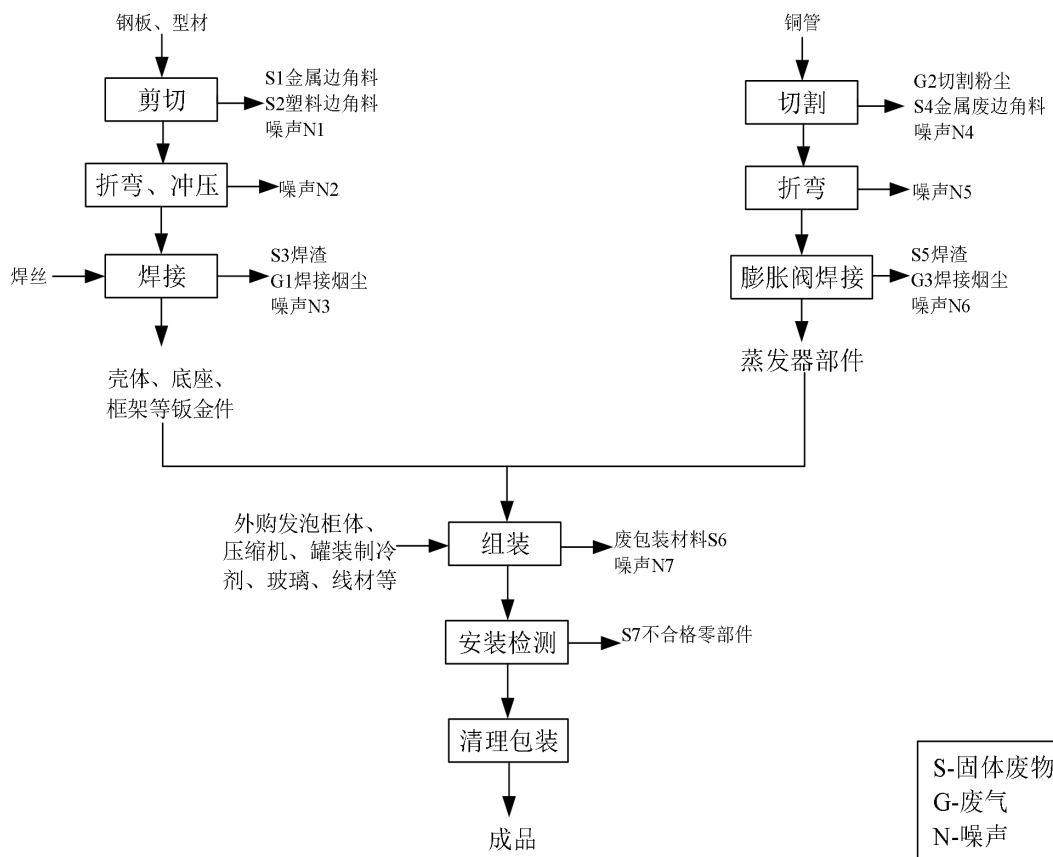 钢板、型材
铜管
剪切
S1金属边角料
S2塑料边角料
噪声N1
切割
G2切割粉尘
S4金属废边角料
噪声N4
折弯、冲压
噪声N2
折弯
噪声N5
焊丝
焊接
S3焊渣
G1焊接烟尘
噪声N3
膨胀阀焊接
S5焊渣
G3焊接烟尘
噪声N6
壳体、底座、
框架等钣金件
蒸发器部件
外购发泡柜体、
压缩机、罐装制冷
剂、玻璃、线材等
组装
废包装材料S6
噪声N7
安装检测
S7不合格零部件
清理包装
成品
S-固体废物
G-废气
N-噪声